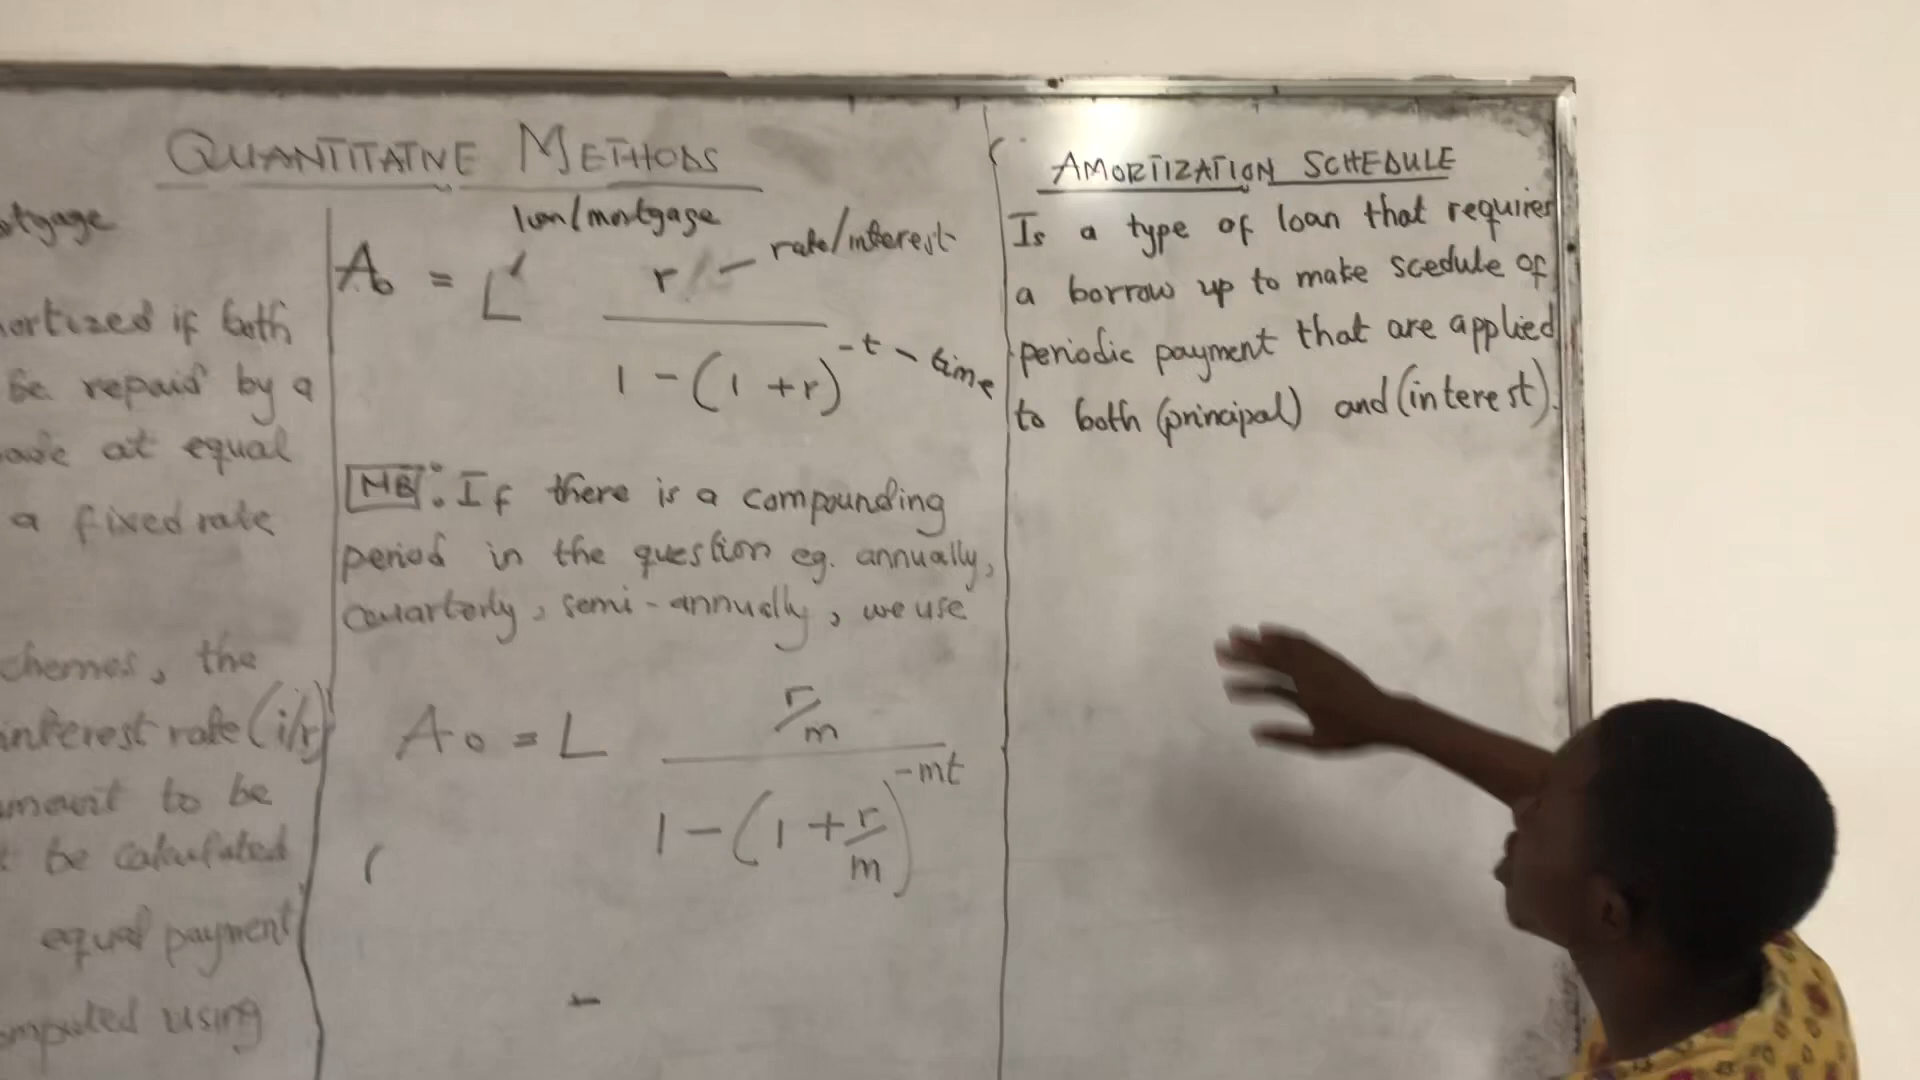 QUANTITATIVE METHODS
otgage
ortized if both
be repaid by a
at equal
a fixed rate
chemes, the
interest rate (i/r)
to be
t be calculated
equal payment
omputed using
loan/mortgage
rate/interest
A₀ = L r
1 - (1 + r)
-t - time
NB: If there is a compounding
period in the question eg. annually,
Quarterly, semi-annually, we use
A₀ = L r/m
1 - (1 + r/m)
-mt
(
-
AMORTIZATION SCHEDULE
Is a type of loan that requires
a borrow up to make scedule of
periodic payment that are applied
to both (principal) and (interest).